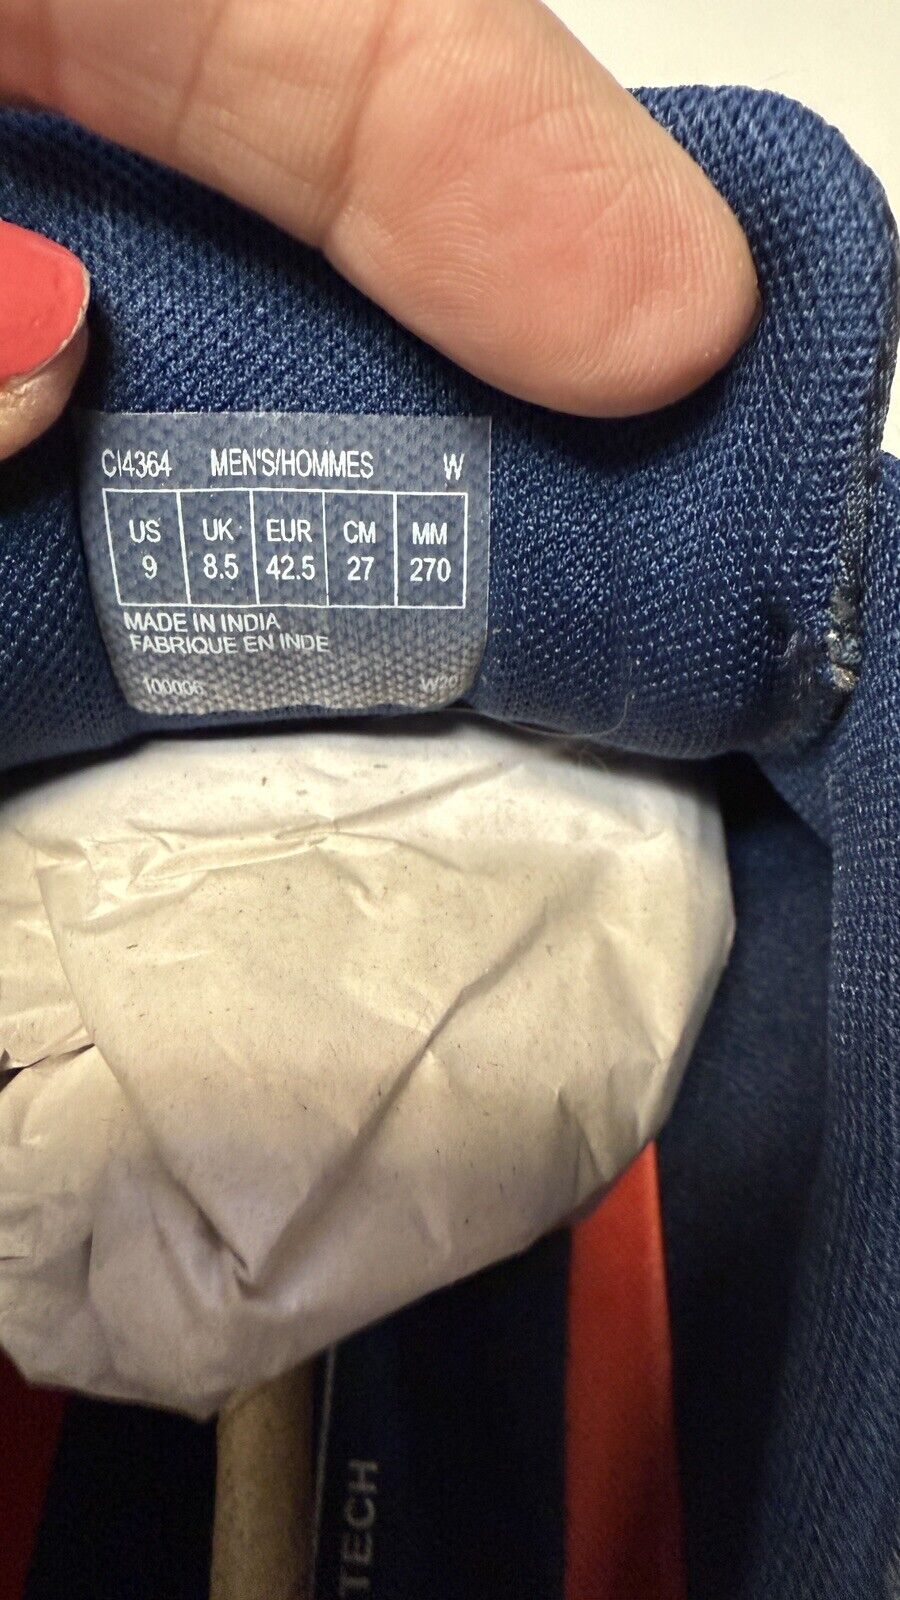 CI4364 MEN'S/HOMMES W
US UK EUR CM MM
9 8.5 42.5 27 270
MADE IN INDIA
FABRIQUE EN INDE
100006 W20
TECH